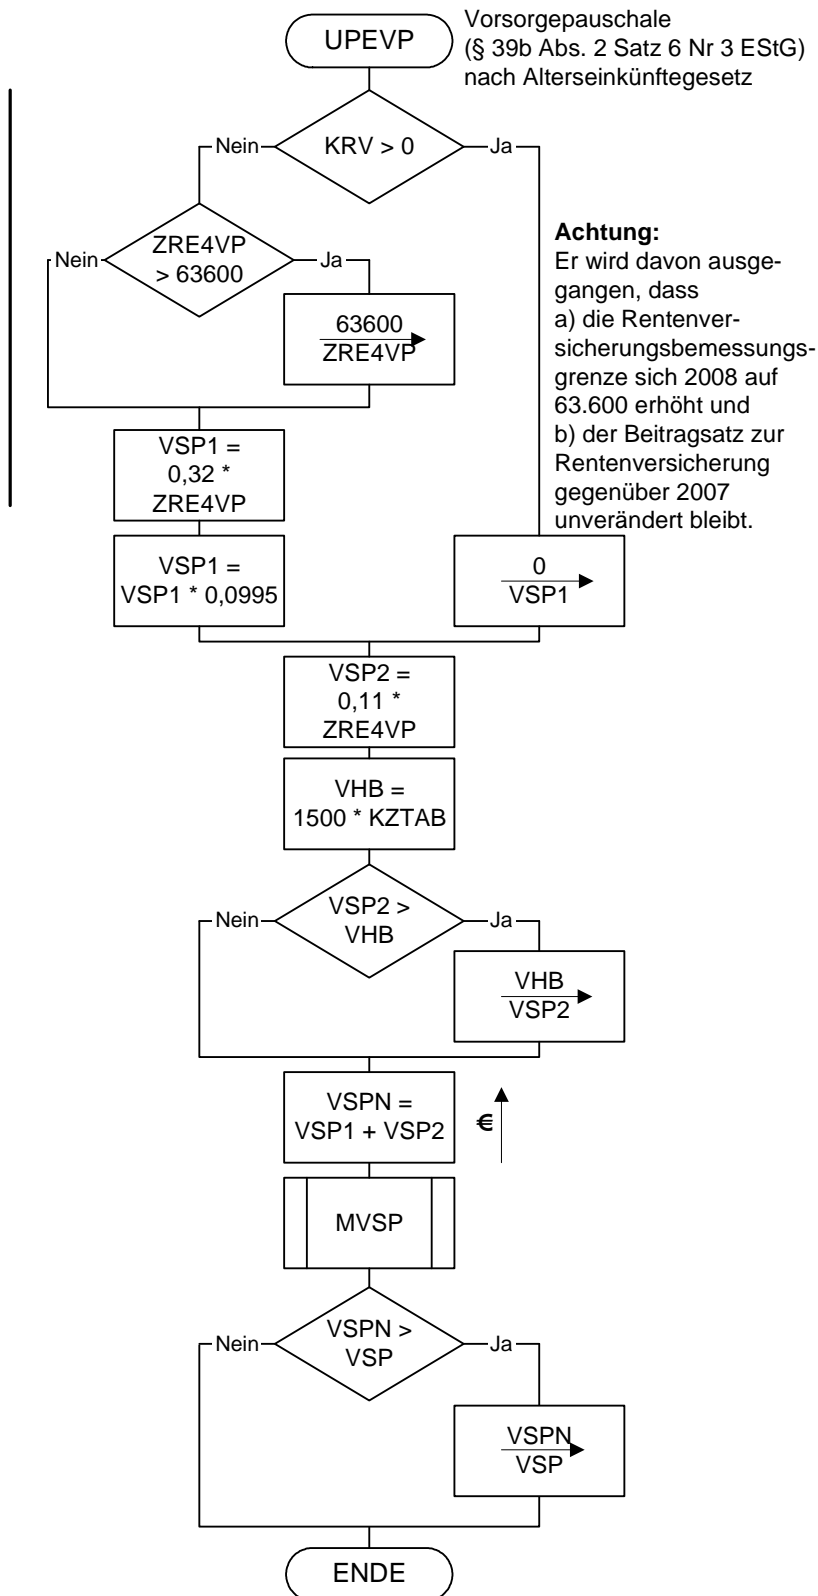 UPEVP
Vorsorgepauschale
(§ 39b Abs. 2 Satz 6 Nr 3 EStG)
nach Alterseinkünftegesetz
Nein
KRV > 0
Ja
Nein
ZRE4VP
> 63600
Ja
63600
ZRE4VP
Achtung:
Er wird davon ausge-
gangen, dass
a) die Rentenver-
sicherungsbemessungs-
grenze sich 2008 auf
63.600 erhöht und
b) der Beitragsatz zur
Rentenversicherung
gegenüber 2007
unverändert bleibt.
VSP1 =
0,32 *
ZRE4VP
VSP1 =
VSP1 * 0,0995
0
VSP1
VSP2 =
0,11 *
ZRE4VP
VHB =
1500 * KZTAB
Nein
VSP2 >
VHB
Ja
VHB
VSP2
VSPN =
VSP1 + VSP2
€
MVSP
Nein
VSPN >
VSP
Ja
VSPN
VSP
ENDE